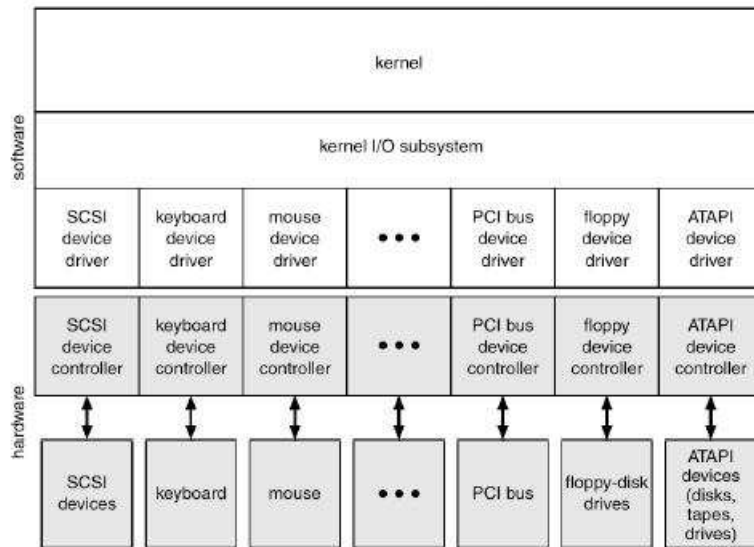 kernel
kernel I/O subsystem
software
SCSI
device
driver
keyboard
device
driver
mouse
device
driver
PCI bus
device
driver
floppy
device
driver
ATAPI
device
driver
SCSI
device
controller
keyboard
device
controller
mouse
device
controller
PCI bus
device
controller
floppy
device
controller
ATAPI
device
controller
hardware
SCSI
devices
keyboard
mouse
PCI bus
floppy-disk
drives
ATAPI
devices
(disks,
tapes,
drives)